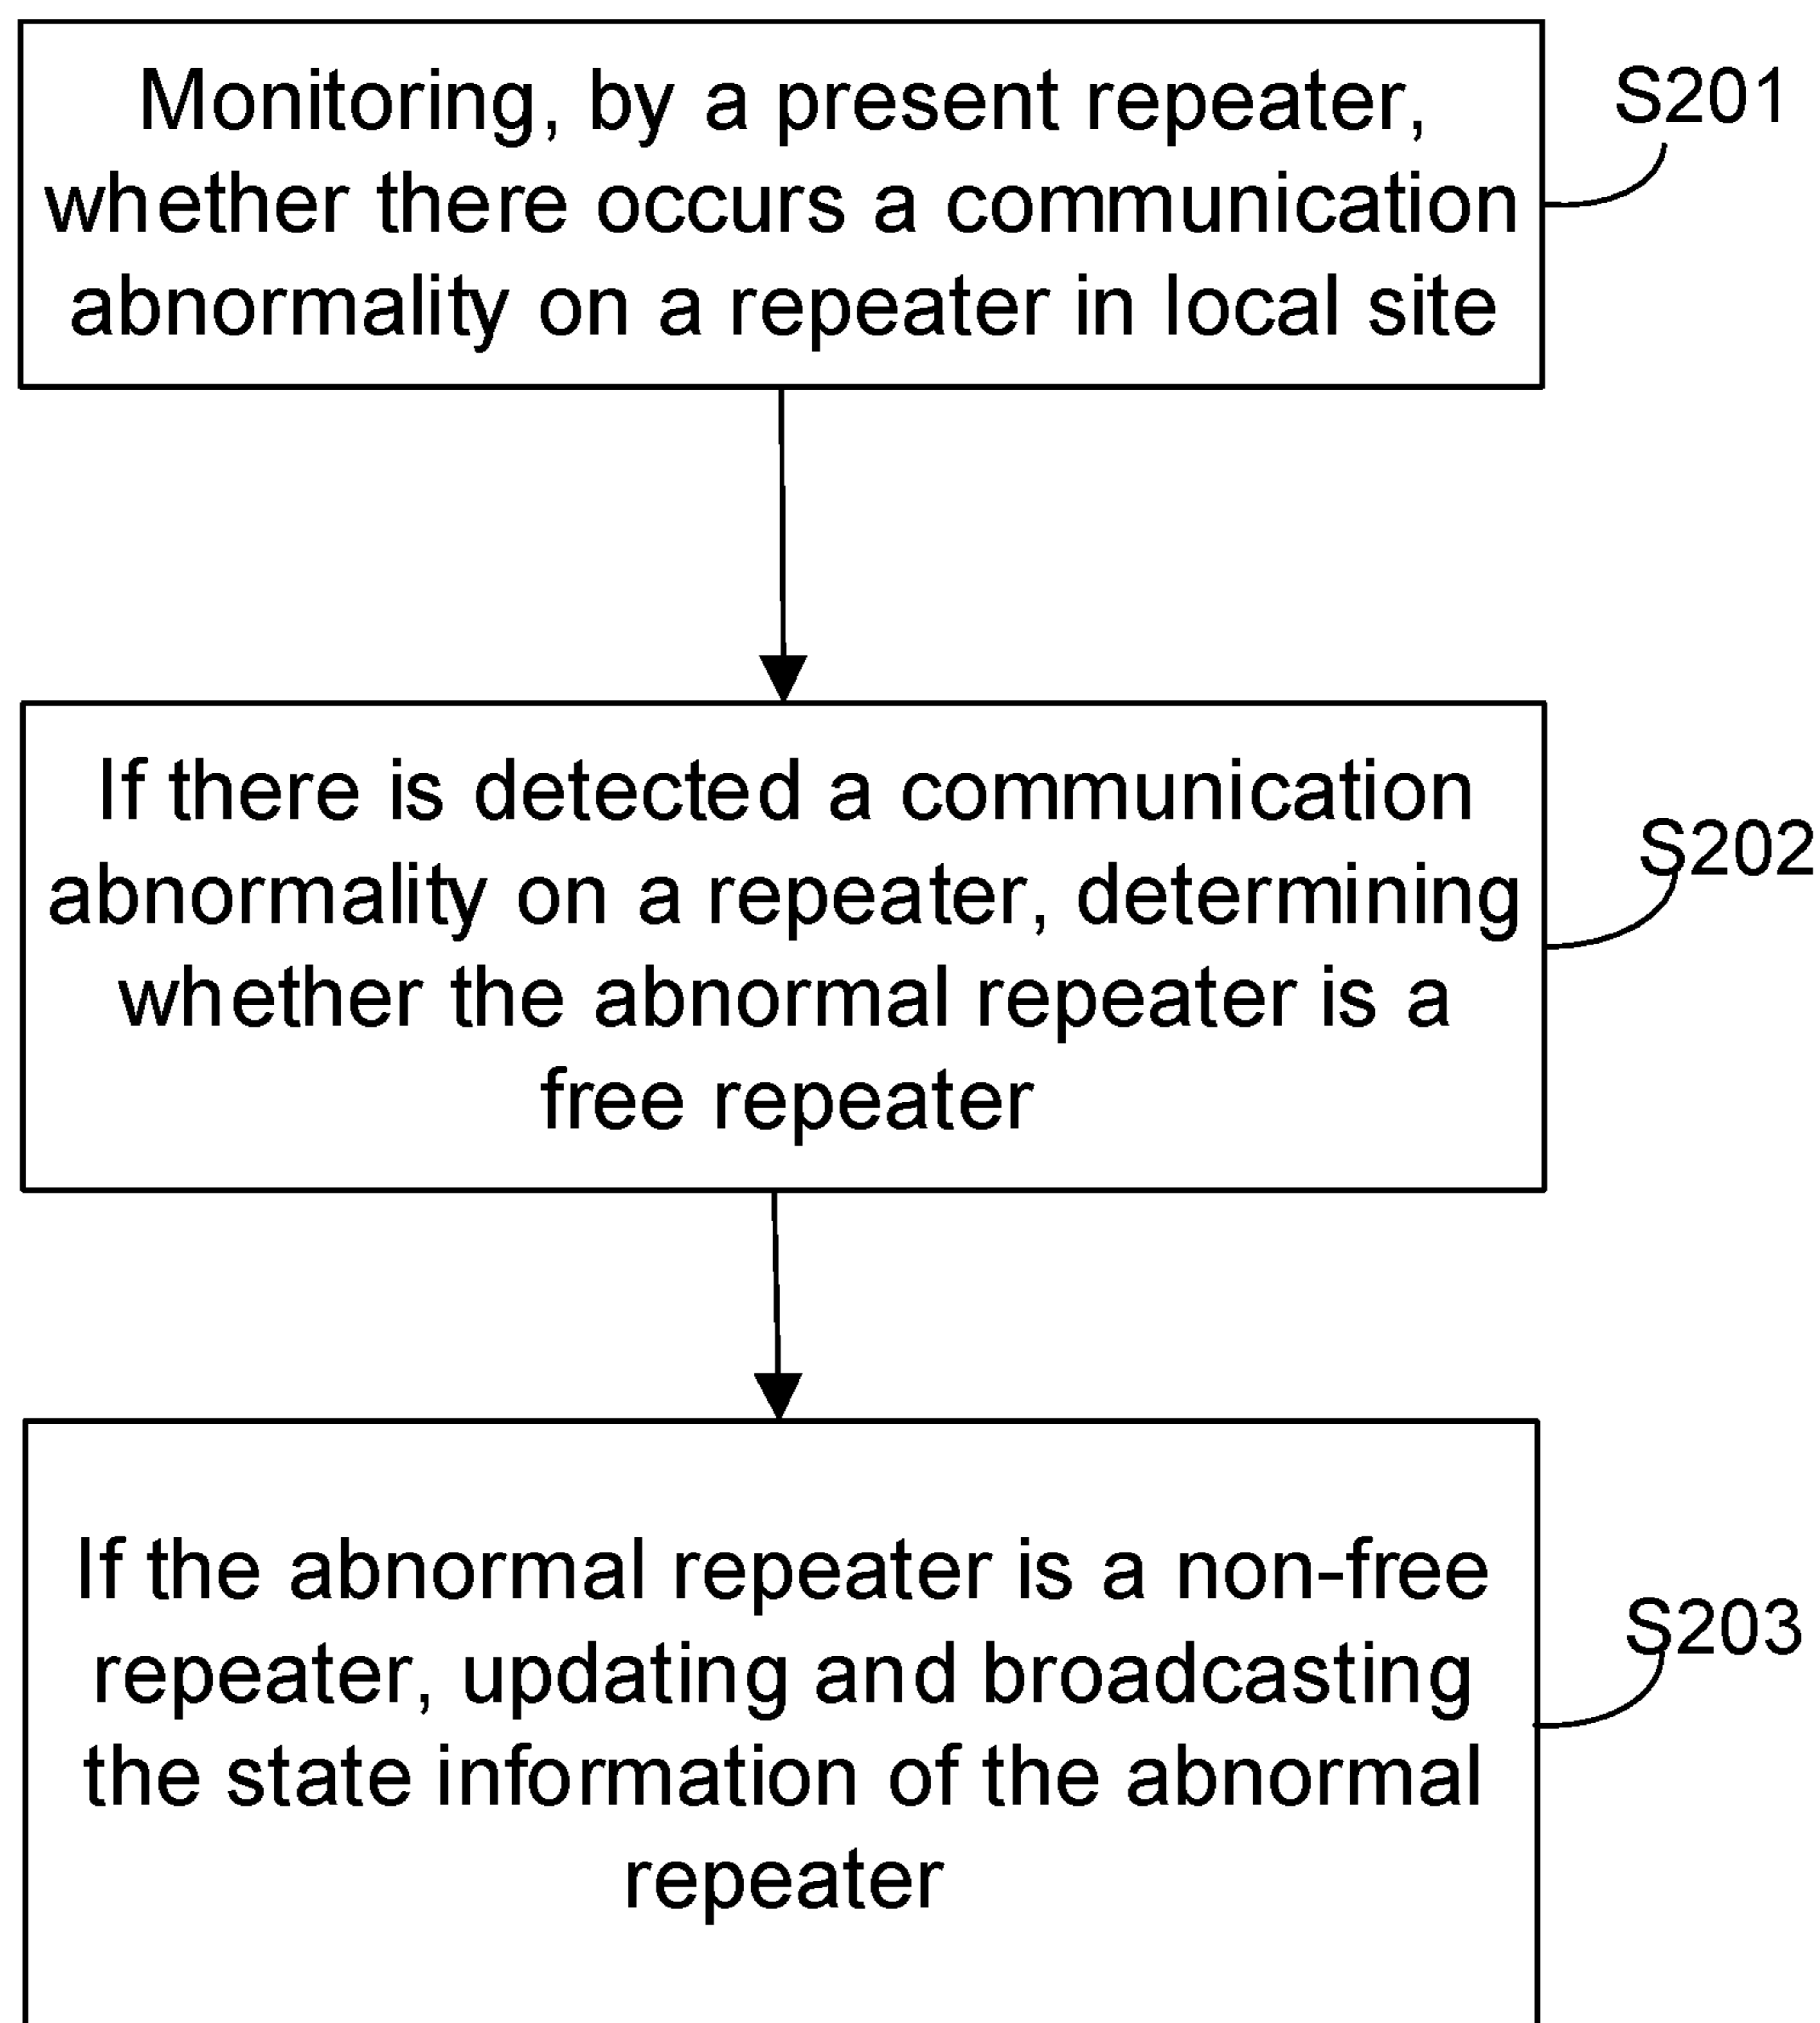 Monitoring, by a present repeater,
whether there occurs a communication
abnormality on a repeater in local site
S201
If there is detected a communication
abnormality on a repeater, determining
whether the abnormal repeater is a
free repeater
S202
If the abnormal repeater is a non-free
repeater, updating and broadcasting
the state information of the abnormal
repeater
S203